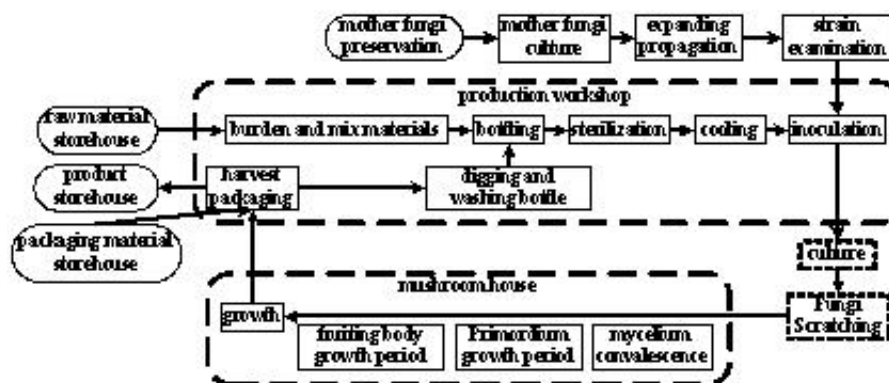 mother fungi
preservation
mother fungi
culture
expanding
propagation
strain
examination
production workshop
raw material
storehouse
burden and mix materials
bottling
sterilization
cooling
inoculation
product
storehouse
harvest
packaging
digging and
washing bottle
packaging material
storehouse
culture
mushroom house
growth
Fungi
Scratching
fruiting body
growth period
Primordium
growth period
mycelium
convalescence